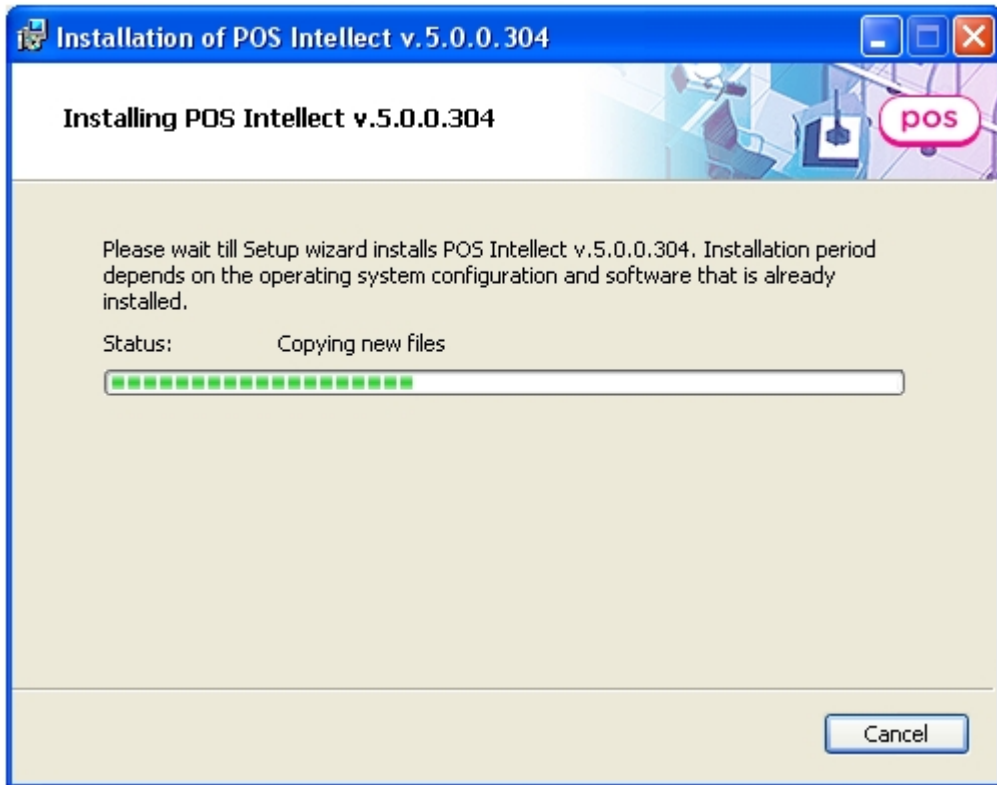 Installation of POS Intellect v.5.0.0.304
Installing POS Intellect v.5.0.0.304
pos
Please wait till Setup wizard installs POS Intellect v.5.0.0.304. Installation period
depends on the operating system configuration and software that is already
installed.
Status: Copying new files
Cancel